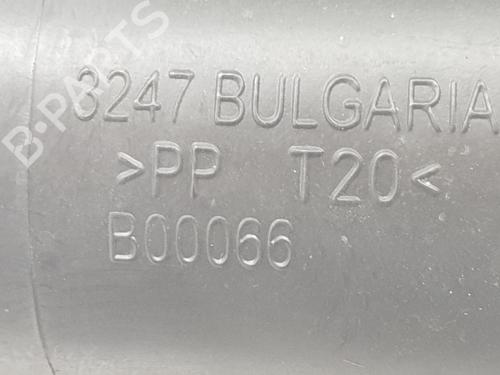 B-PARTS
3247 BULGARIA
>PP T20<
B00066